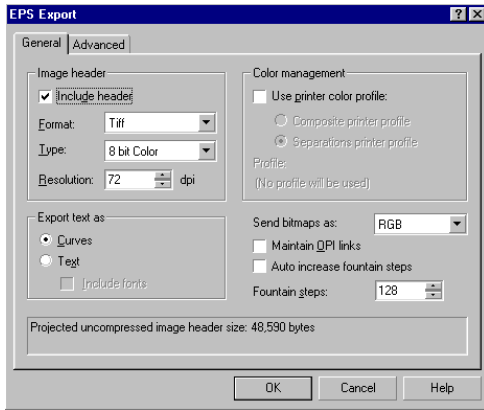 EPS Export
General Advanced
Image header
Include header
Format: Tiff
Type: 8 bit Color
Resolution: 72 dpi
Color management
Use printer color profile:
Composite printer profile
Separations printer profile
Profile:
(No profile will be used)
Export text as
Curves
Text
Include fonts
Send bitmaps as: RGB
Maintain OPI links
Auto increase fountain steps
Fountain steps: 128
Projected uncompressed image header size: 48,590 bytes
OK Cancel Help